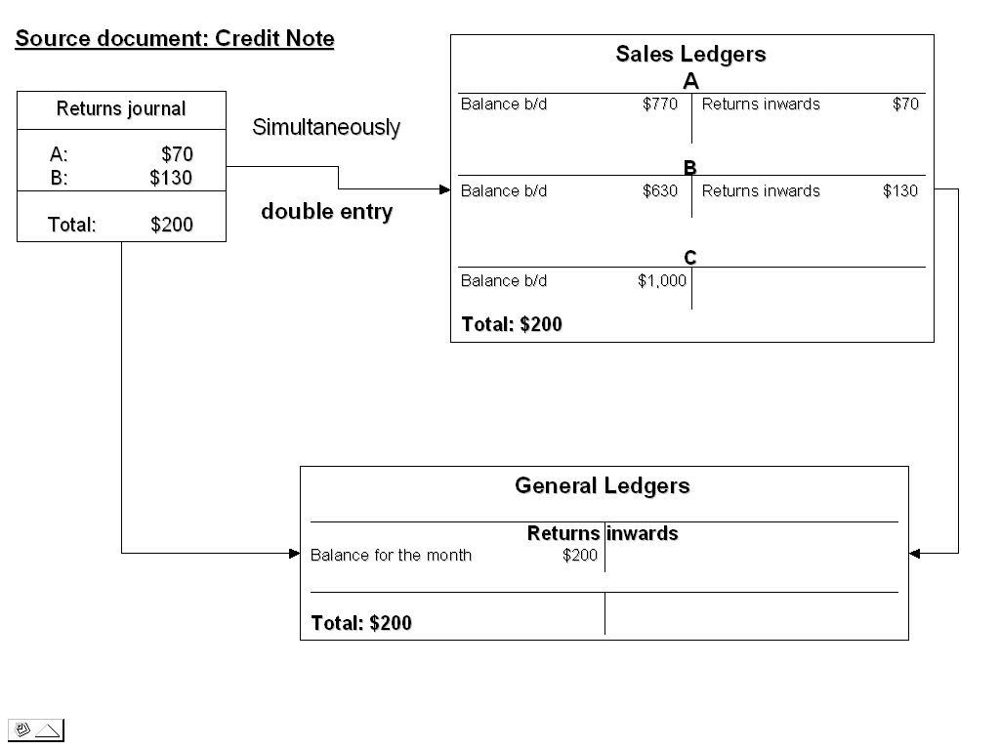 Source document: Credit Note
Returns journal
A: $70
B: $130
Total: $200
Simultaneously
double entry
Sales Ledgers
A
Balance b/d $770 Returns inwards $70
B
Balance b/d $630 Returns inwards $130
C
Balance b/d $1,000
Total: $200
General Ledgers
Returns inwards
Balance for the month $200
Total: $200